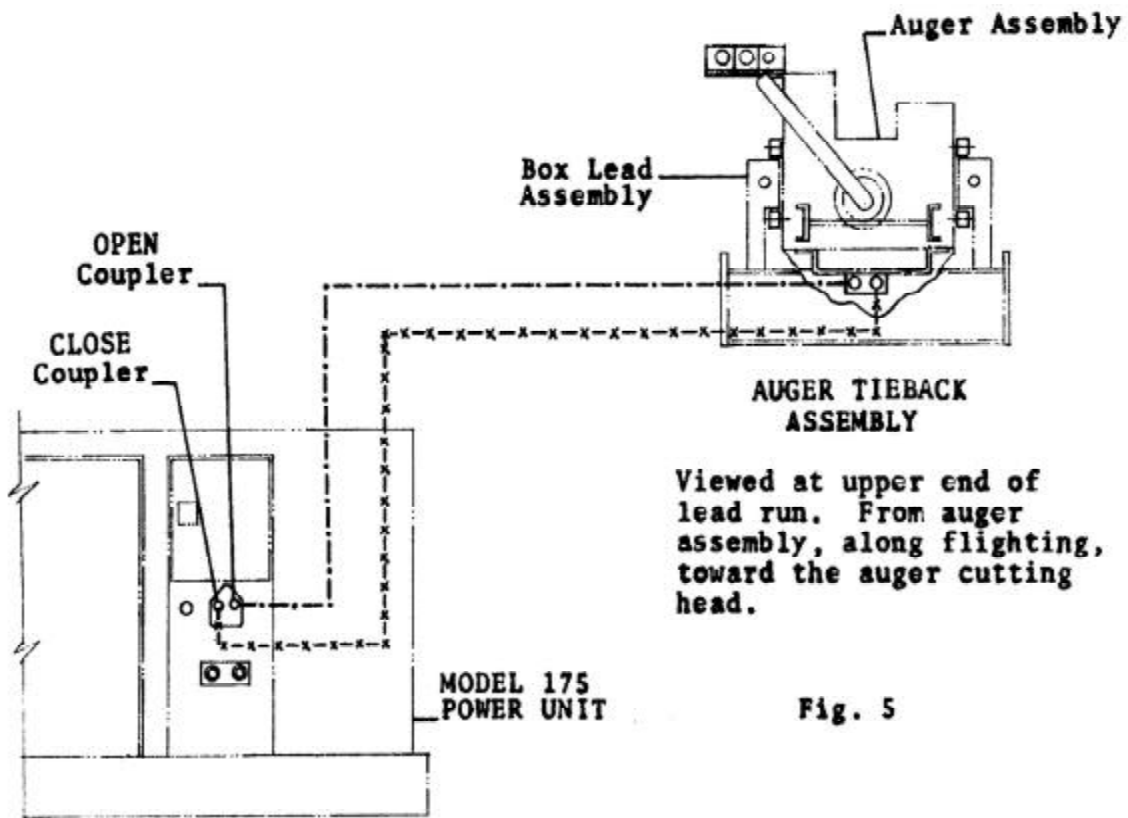 Auger Assembly
Box Lead
Assembly
OPEN
Coupler
CLOSE
Coupler
AUGER TIEBACK
ASSEMBLY
Viewed at upper end of
lead run. From auger
assembly, along flighting,
toward the auger cutting
head.
MODEL 175
POWER UNIT
Fig. 5